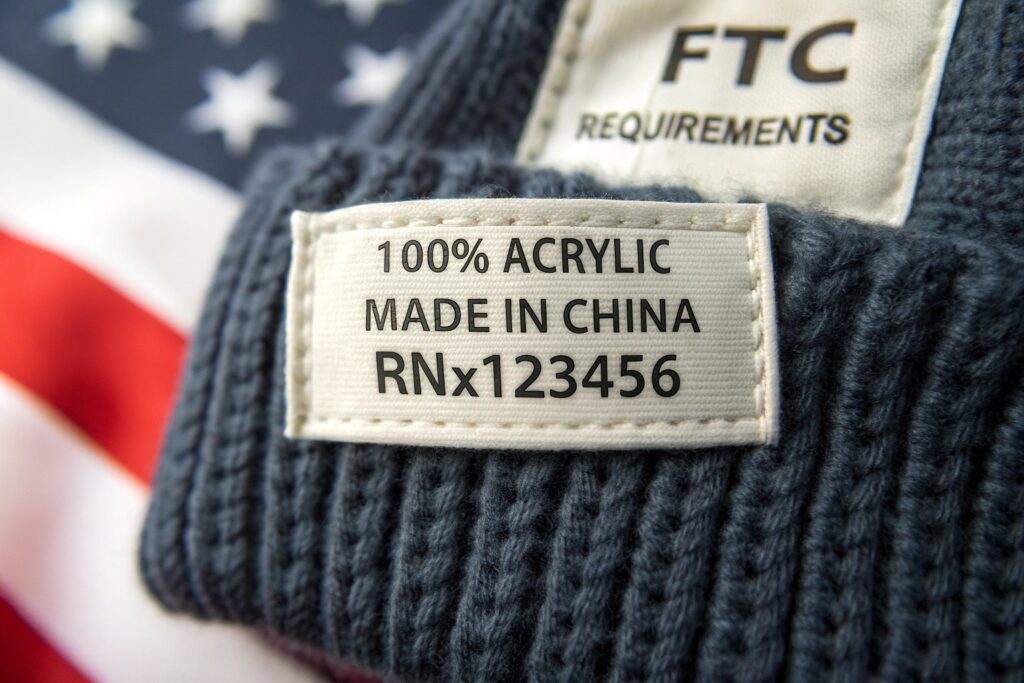 FTC
REQUIREMENTS
100% ACRYLIC
MADE IN CHINA
RNx123456